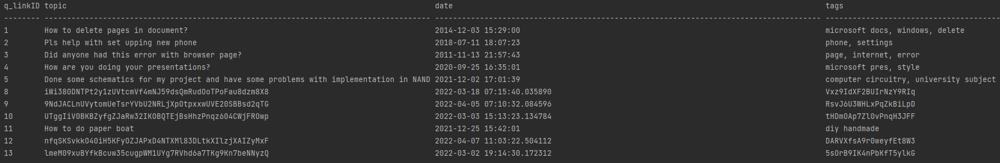 q_linkID topic date tags
-------- -------------------------------------------------------------------------------------- -------------------------------------------------------------------------------------- ---------------------------------------
1 How to delete pages in document? 2014-12-03 15:29:00 microsoft docs, windows, delete
2 Pls help with set upping new phone 2018-07-11 18:07:23 phone, settings
3 Did anyone had this error with browser page? 2011-11-13 21:57:43 page, internet, error
4 How are you doing your presentations? 2020-09-25 16:35:01 microsoft pres, style
5 Done some schematics for my project and have some problems with implementation in NAND 2021-12-02 17:01:39 computer circuitry, university subject
8 iWi380DNTPt2y1zUVtcmVf4mNJ59dsQmRudOoTPoFau8dzm8X8 2022-03-18 07:15:40.035890 Vxz9IdXF2BUIrNzY9RIq
9 9NdJACLnUVytomUeTsrYVbU2NRLjXpOtpxxwUVE20SBBsd2qTG 2022-04-05 07:10:32.084596 RsvJ6U3WHLxPqZkBiLpD
10 UTggIiV0BKBZyfgZJaRw32IKOBQTEjBsHhzPnqz604CWjFROwp 2022-03-03 15:13:23.134784 tHDmOAp7Zl0vPnqH3JFF
11 How to do paper boat 2021-12-25 15:42:01 diy handmade
12 nfqSKSvkkO40iH5KFyOZJAPxD4NTXMl83DLtkXIlzjXAIZyMxF 2022-04-07 11:03:22.504112 DARVXfsA9r0weyfEt8W3
13 lmeM09xuBYfkBcuw35cugpWM1UYg7RVhd6a7TKg9Kn7beNNyzQ 2022-03-02 19:14:30.172312 5sOrB9IK4nPbKfT5ylkG